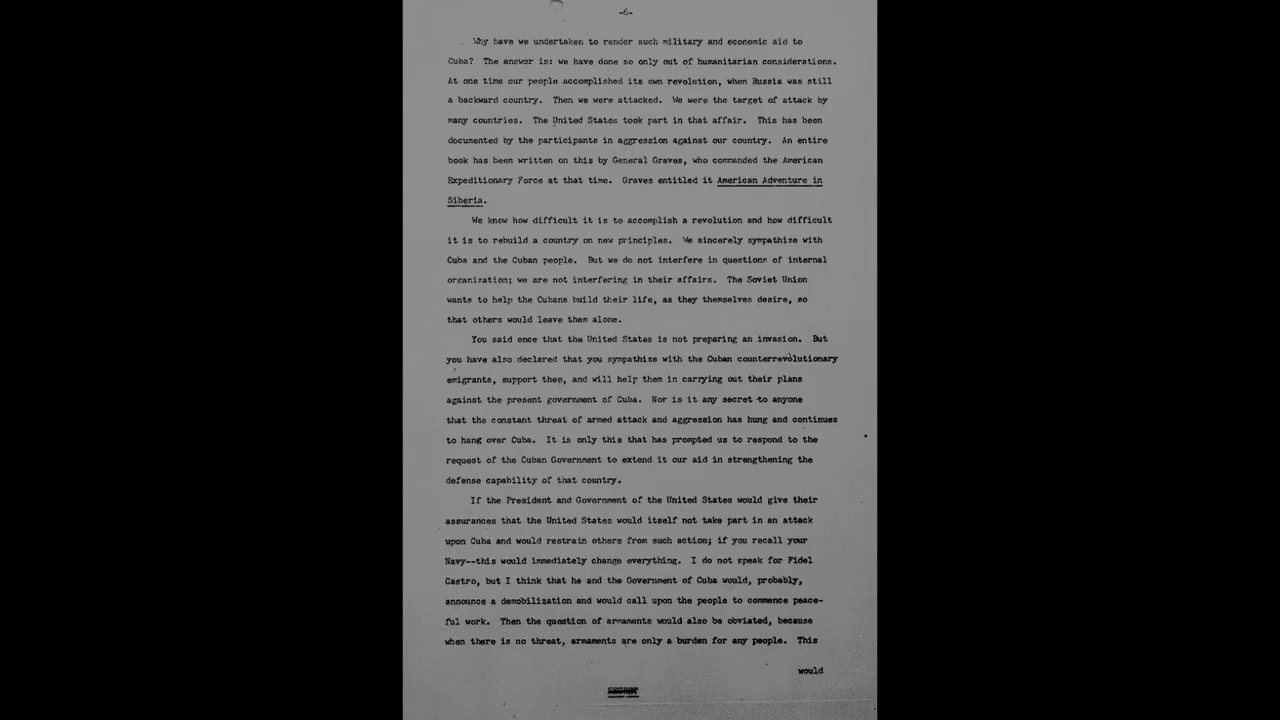 -6-
Why have we undertaken to render such military and economic aid to
Cuba? The answer is: we have done so only out of humanitarian considerations.
At one time our people accomplished its own revolution, when Russia was still
a backward country. Then we were attacked. We were the target of attack by
many countries. The United States took part in that affair. This has been
documented by the participants in aggression against our country. An entire
book has been written on this by General Graves, who commanded the American
Expeditionary Force at that time. Graves entitled it American Adventure in
Siberia.
We know how difficult it is to accomplish a revolution and how difficult
it is to rebuild a country on new principles. We sincerely sympathize with
Cuba and the Cuban people. But we do not interfere in questions of internal
organization; we are not interfering in their affairs. The Soviet Union
wants to help the Cubans build their life, as they themselves desire, so
that others would leave them alone.
You said once that the United States is not preparing an invasion. But
you have also declared that you sympathize with the Cuban counterrevolutionary
emigrants, support them, and will help them in carrying out their plans
against the present government of Cuba. Nor is it any secret to anyone
that the constant threat of armed attack and aggression has hung and continues
to hang over Cuba. It is only this that has prompted us to respond to the
request of the Cuban Government to extend it our aid in strengthening the
defense capability of that country.
If the President and Government of the United States would give their
assurances that the United States would itself not take part in an attack
upon Cuba and would restrain others from such action; if you recall your
Navy--this would immediately change everything. I do not speak for Fidel
Castro, but I think that he and the Government of Cuba would, probably,
announce a demobilization and would call upon the people to commence peace-
ful work. Then the question of armaments would also be obviated, because
when there is no threat, armaments are only a burden for any people. This
would
SECRET